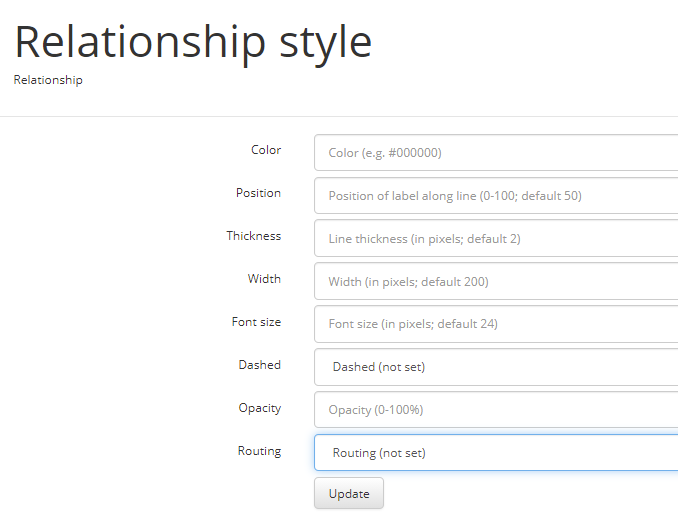 Relationship style
Relationship
Color
Color (e.g. #000000)
Position
Position of label along line (0-100; default 50)
Thickness
Line thickness (in pixels; default 2)
Width
Width (in pixels; default 200)
Font size
Font size (in pixels; default 24)
Dashed
Dashed (not set)
Opacity
Opacity (0-100%)
Routing
Routing (not set)
Update